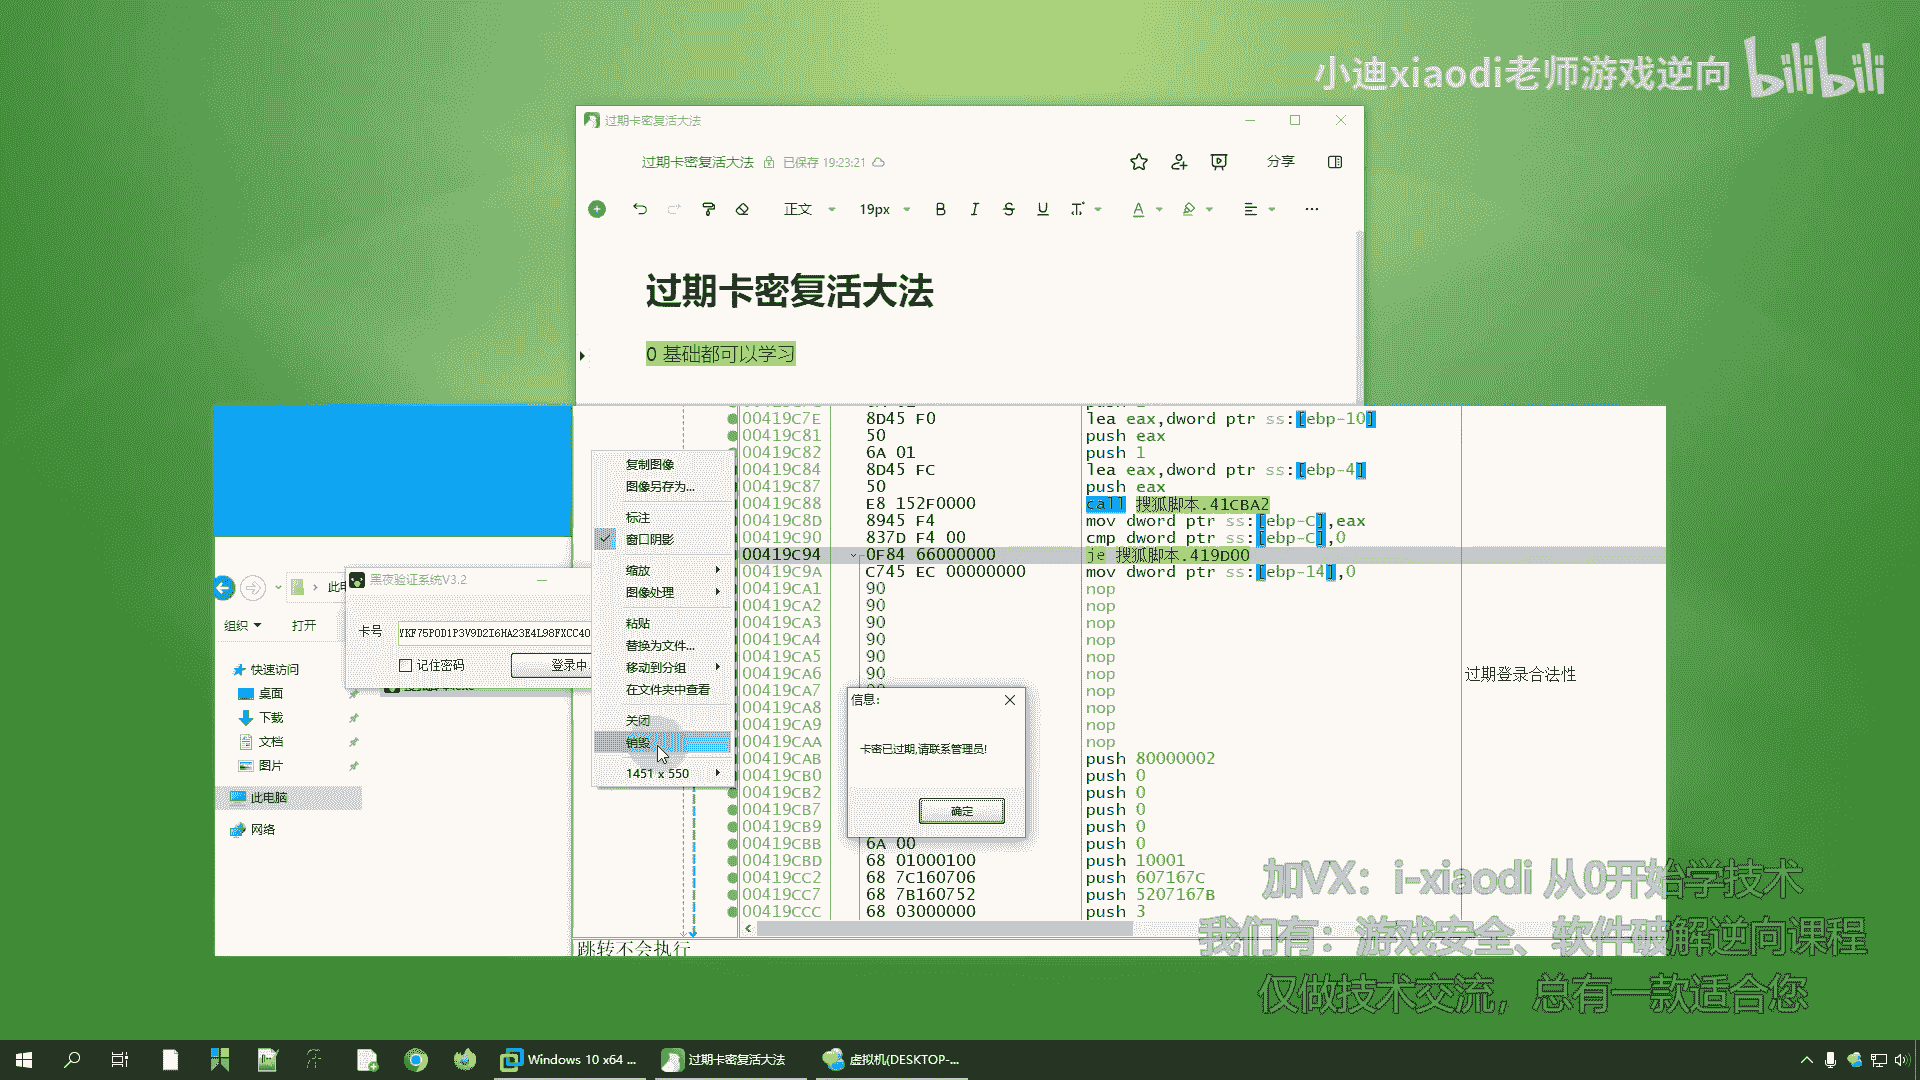 小迪xiaodi老师游戏逆向 bilibili
过期卡密复活大法
过期卡密复活大法 已保存 19:23:21
分享
正文 19px B I S U T A
过期卡密复活大法
0 基础都可以学习
00419C7E 8D45 F0 lea eax,dword ptr ss:[ebp-10]
00419C81 50 push eax
00419C82 6A 01 push 1
00419C84 8D45 FC lea eax,dword ptr ss:[ebp-4]
00419C87 50 push eax
00419C88 E8 152F0000 call 搜狐脚本.41CBA2
00419C8D 8945 F4 mov dword ptr ss:[ebp-C],eax
00419C90 837D F4 00 cmp dword ptr ss:[ebp-C],0
00419C94 0F84 66000000 je 搜狐脚本.419D00
00419C9A C745 EC 00000000 mov dword ptr ss:[ebp-14],0
00419CA1 90 nop
00419CA2 90 nop
00419CA3 90 nop
00419CA4 90 nop
00419CA5 90 nop
00419CA6 90 nop
00419CA7 nop
00419CA8 nop
00419CA9 nop
00419CAA nop
00419CAB push 80000002
00419CB0 push 0
00419CB2 push 0
00419CB7 push 0
00419CB9 push 0
00419CBB 6A 00 push 0
00419CBD 68 01000100 push 10001
00419CC2 68 7C160706 push 607167C
00419CC7 68 7B160752 push 5207167B
00419CCC 68 03000000 push 3
过期登录合法性
跳转不会执行
复制图像
图像另存为...
标注
窗口阴影
缩放
图像处理
粘贴
替换为文件...
移动到分组
在文件夹中查看
关闭
销毁
1451 x 550
信息:
卡密已过期,请联系管理员!
确定
黑夜验证系统V3.2
卡号 YKF75POD1P3V9D2I6HA23E4L98FXCC40
记住密码
登录中.
组织 打开
快速访问
桌面
下载
文档
图片
此电脑
网络
加VX：i-xiaodi 从0开始学技术
我们有：游戏安全、软件破解逆向课程
仅做技术交流，总有一款适合您
Windows 10 x64 ...
过期卡密复活大法
虚拟机(DESKTOP-...